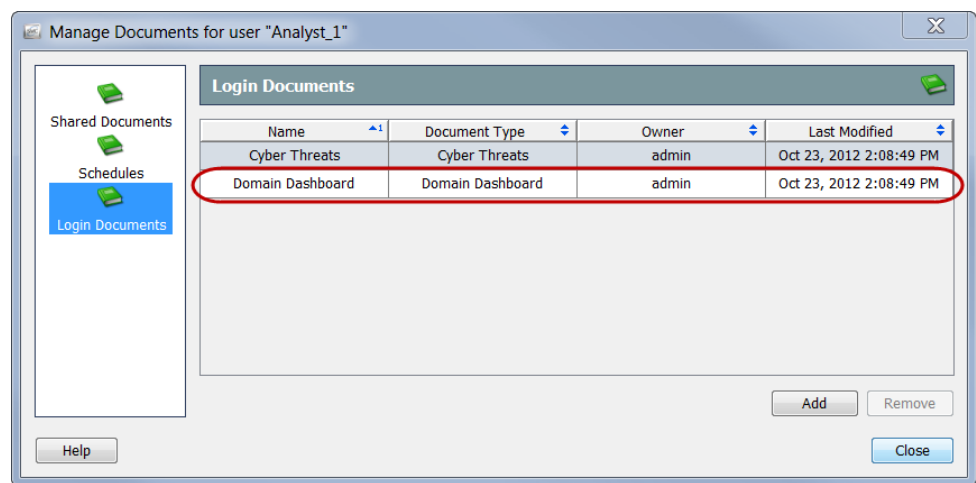 Manage Documents for user "Analyst_1"
Shared Documents
Schedules
Login Documents
Login Documents
Name 1 Document Type Owner Last Modified
Cyber Threats Cyber Threats admin Oct 23, 2012 2:08:49 PM
Domain Dashboard Domain Dashboard admin Oct 23, 2012 2:08:49 PM
Add Remove
Help Close